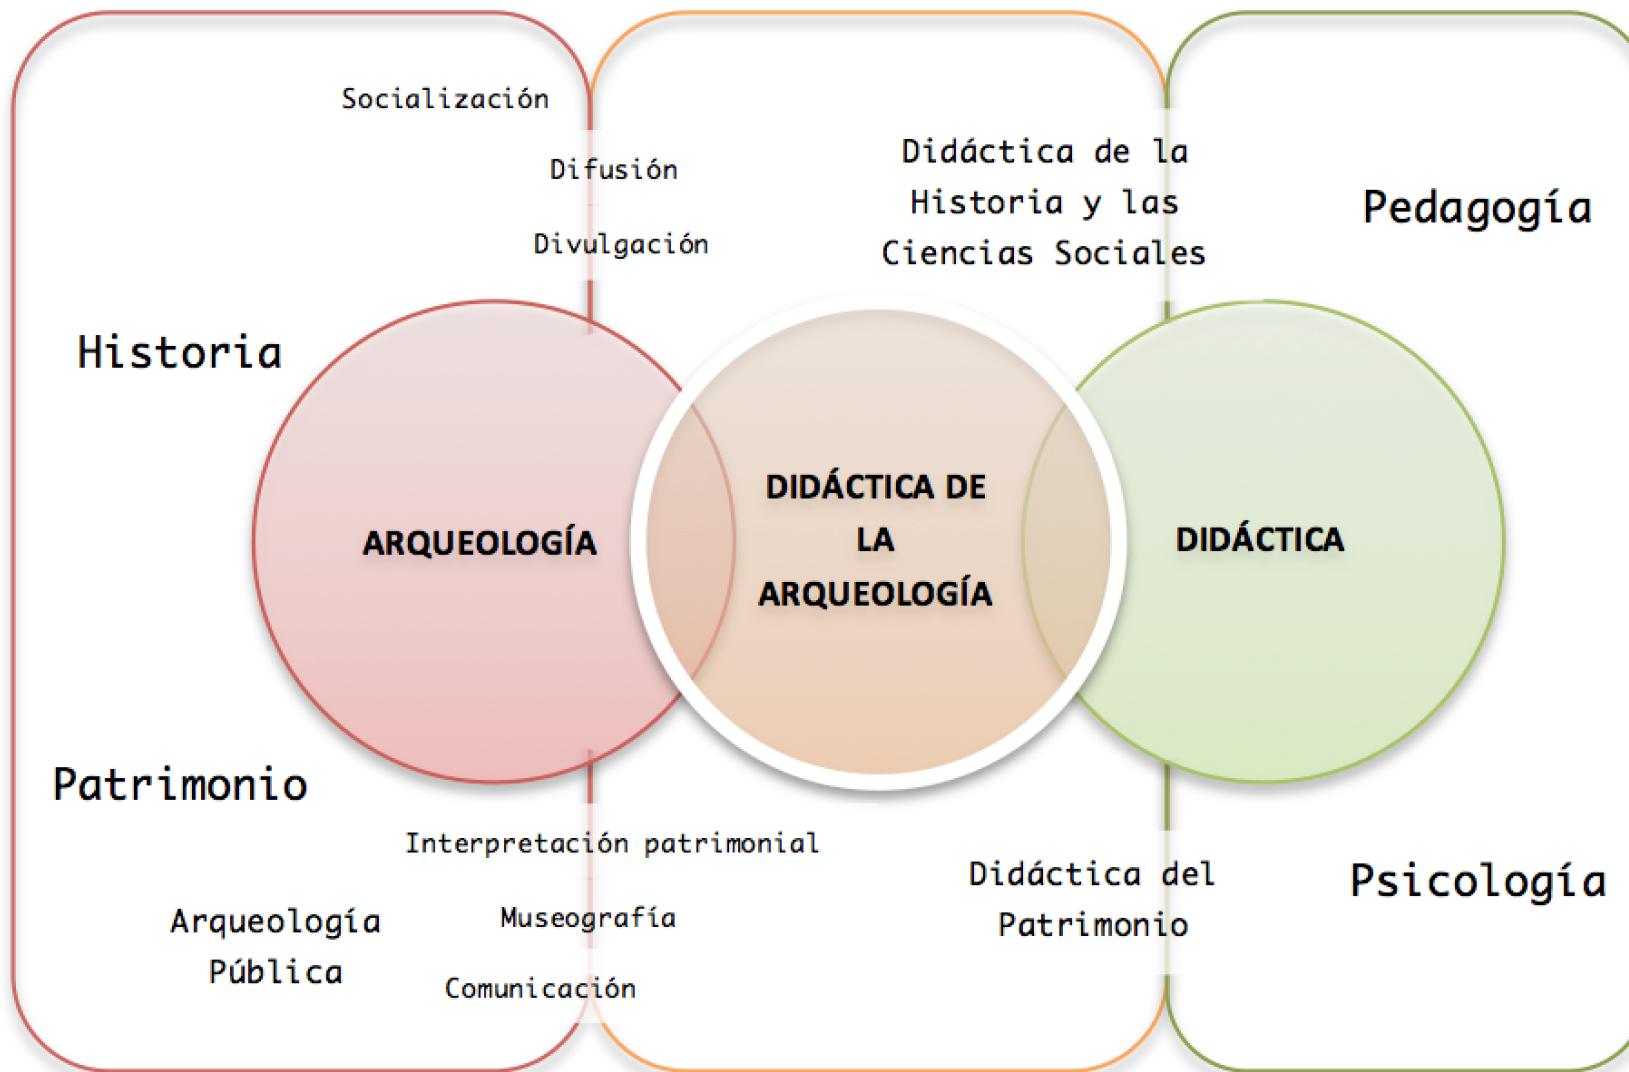 Socialización
Difusión
Divulgación
Historia
Didáctica de la
Historia y las
Ciencias Sociales
Pedagogía
ARQUEOLOGÍA
DIDÁCTICA DE
LA
ARQUEOLOGÍA
DIDÁCTICA
Patrimonio
Interpretación patrimonial
Arqueología
Pública
Museografía
Comunicación
Didáctica del
Patrimonio
Psicología